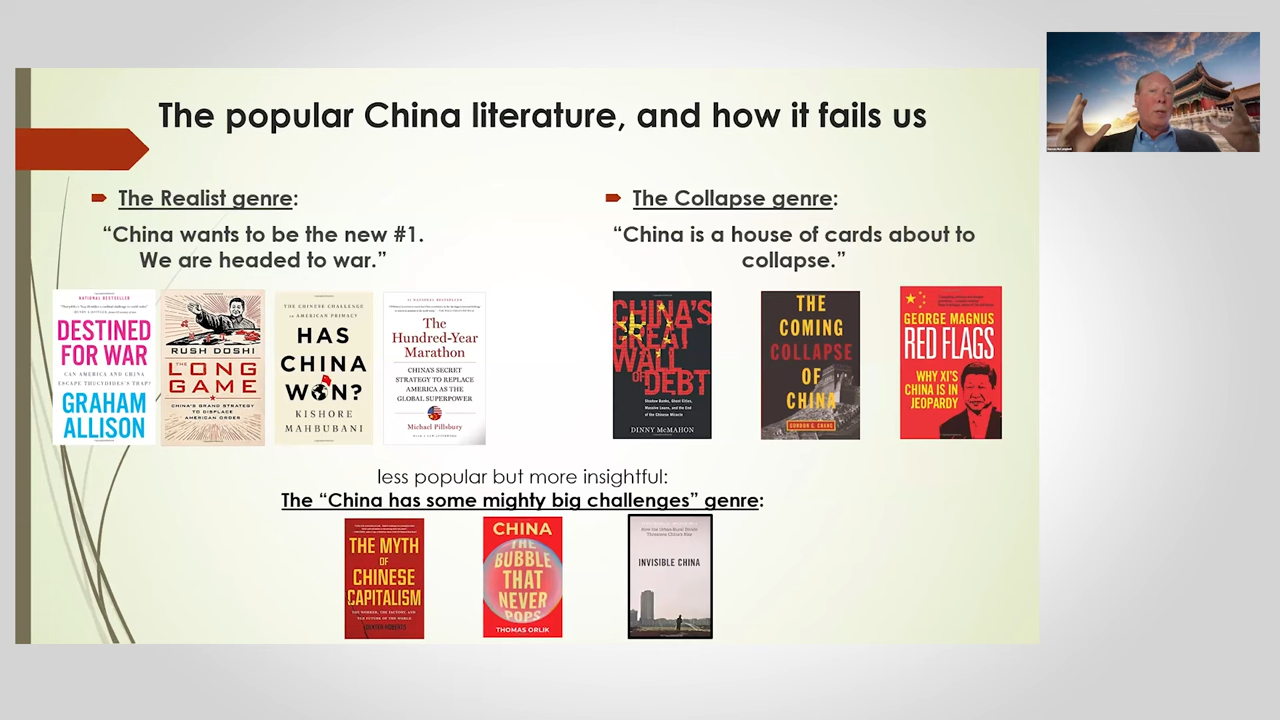 The popular China literature, and how it fails us
The Realist genre:
“China wants to be the new #1.
We are headed to war.”
The Collapse genre:
“China is a house of cards about to
collapse.”
NATIONAL BESTSELLER
DESTINED
FOR WAR
CAN AMERICA AND CHINA
ESCAPE THUCYDIDES'S TRAP?
GRAHAM
ALLISON
RUSH DOSHI
THE
LONG
GAME
CHINA'S GRAND STRATEGY
TO DISPLACE
AMERICAN ORDER
THE CHINESE CHALLENGE
to AMERICAN PRIMACY
HAS
CHINA
WON?
KISHORE
MAHBUBANI
The
Hundred-Year
Marathon
CHINA'S SECRET
STRATEGY TO REPLACE
AMERICA AS THE
GLOBAL SUPERPOWER
Michael Pillsbury
CHINA'S
GREAT
WALL
OF
DEBT
Shadow Banks, Ghost Cities,
Massive Loans, and the End
of the Chinese Miracle
DINNY McMAHON
THE
COMING
COLLAPSE
OF
CHINA
GORDON G. CHANG
GEORGE MAGNUS
RED FLAGS
WHY XI'S
CHINA IS IN
JEOPARDY
less popular but more insightful:
The “China has some mighty big challenges” genre:
THE MYTH
OF
CHINESE
CAPITALISM
THE WORKER, THE FACTORY, AND
THE FUTURE OF THE WORLD
CHINA
THE
BUBBLE
THAT
NEVER
POPS
THOMAS ORLIK
How the Urban-Rural Divide
Threatens China's Rise
INVISIBLE CHINA